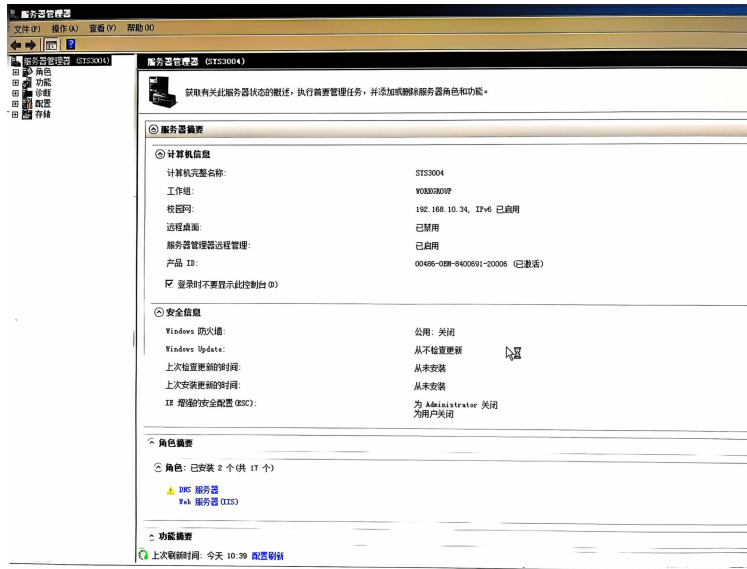 服务器管理器
文件(F) 操作(A) 查看(V) 帮助(H)
服务器管理器 (SYS3004)
角色
功能
诊断
配置
存储
服务器管理器 (SYS3004)
获取有关此服务器状态的概述，执行首要管理任务，并添加或删除服务器角色和功能。
服务器摘要
计算机信息
计算机完整名称: SYS3004
工作组: WORKGROUP
校园网: 192.168.10.34, IPv6 已启用
远程桌面: 已禁用
服务器管理器远程管理: 已启用
产品 ID: 00486-OEM-8400691-20006 (已激活)
登录时不要显示此控制台(D)
安全信息
Windows 防火墙: 公用: 关闭
Windows Update: 从不检查更新
上次检查更新的时间: 从未安装
上次安装更新的时间: 从未安装
IE 增强的安全配置(ESC): 为 Administrator 关闭
为用户关闭
角色摘要
角色: 已安装 2 个(共 17 个)
DNS 服务器
Web 服务器(IIS)
功能摘要
上次刷新时间: 今天 10:39 配置刷新